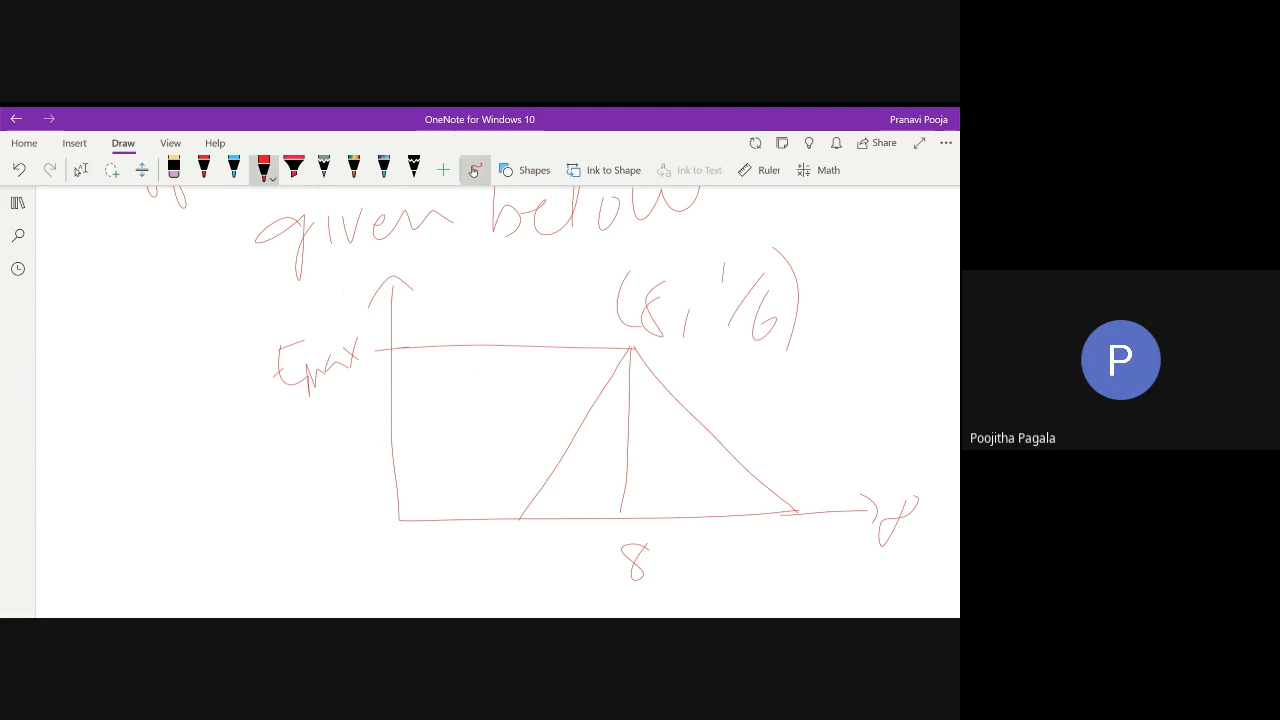 OneNote for Windows 10
Pranavi Pooja
Home Insert Draw View Help
Share
Shapes Ink to Shape Ink to Text Ruler Math
given below
(8, 1/6)
Emax
8
P
Poojitha Pagala